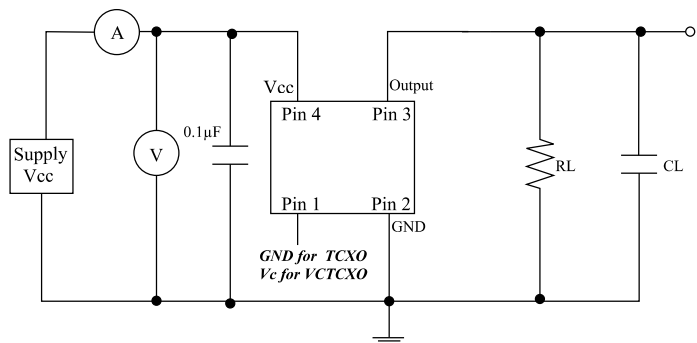 A
Vcc
Output
Pin 4
Pin 3
0.1µF
Supply
Vcc
V
RL
CL
Pin 1
Pin 2
GND
GND for TCXO
Vc for VCTCXO